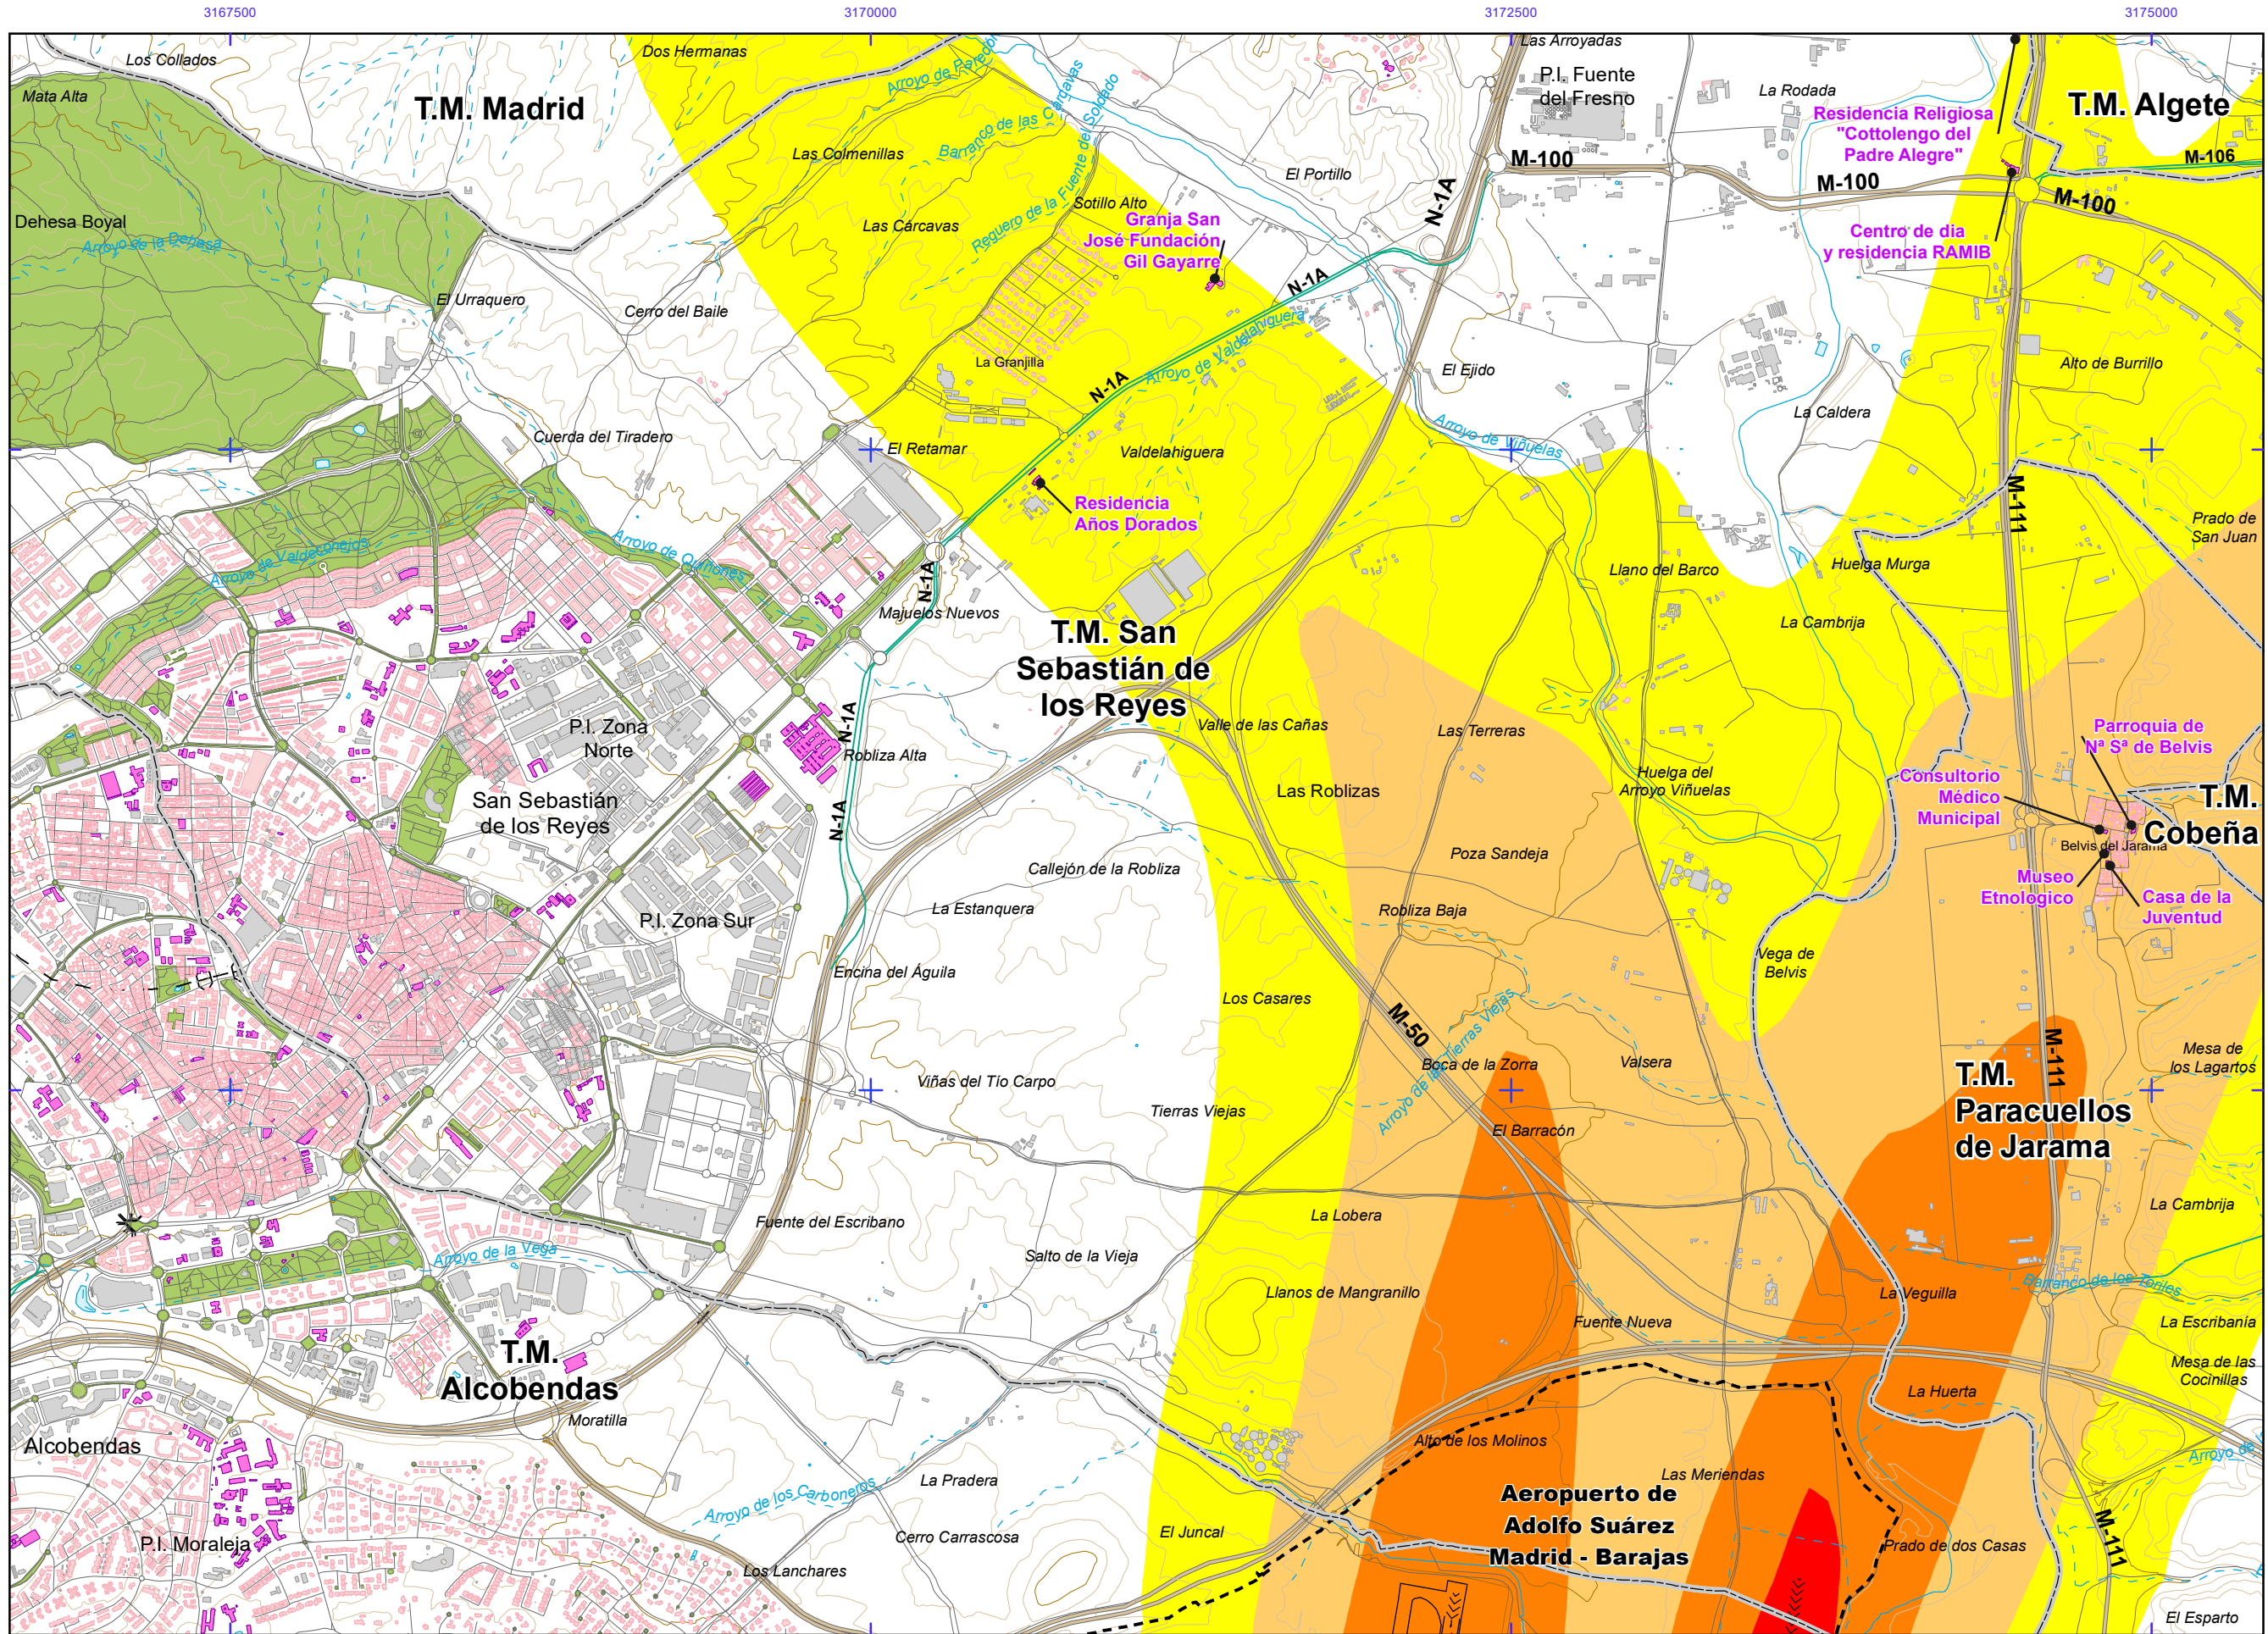 3167500
3170000
3172500
3175000
Los Collados
Dos Hermanas
Arroyo de
Las Arroyadas
Mata Alta
T.M. Madrid
P.I. Fuente
del Fresno
La Rodada
T.M. Algete
Residencia Religiosa
"Cottolengo del
Padre Alegre"
Barranco de las Cárcavas
Las Colmenillas
M-100
M-106
El Portillo
M-100
M-100
N-1A
Dehesa Boyal
Arroyo de la Dehesa
Las Cárcavas
Reguero de la Fuente del Soldado
Sotillo Alto
Granja San
José Fundación
Gil Gayarre
Centro de dia
y residencia RAMIB
N-1A
El Urraquero
Cerro del Baile
Arroyo de Valdelahiguera
La Granjilla
N-1A
El Ejido
Alto de Burrillo
La Caldera
Cuerda del Tiradero
El Retamar
Valdelahiguera
Arroyo de Viñuelas
Residencia
Años Dorados
M-111
Prado de
San Juan
Arroyo de Valdeconejos
Arroyo de Quiñones
N-1A
Llano del Barco
Huelga Murga
Majuelos Nuevos
La Cambrija
T.M. San
Sebastián de
los Reyes
P.I. Zona
Norte
N-1A
Robliza Alta
Valle de las Cañas
Las Terreras
Parroquia de
Nª Sª de Belvis
Las Roblizas
Huelga del
Arroyo Viñuelas
Consultorio
Médico
Municipal
T.M.
Cobeña
San Sebastián
de los Reyes
N-1A
Belvis del Jarama
Callejón de la Robliza
Poza Sandeja
Museo
Etnologico
Casa de la
Juventud
La Estanquera
Robliza Baja
P.I. Zona Sur
Encina del Águila
Vega de
Belvis
Los Casares
M-50
Arroyo de las Tierras Viejas
Boca de la Zorra
Valsera
M-111
Mesa de
los Lagartos
Viñas del Tío Carpo
Tierras Viejas
El Barracón
T.M.
Paracuellos
de Jarama
Fuente del Escribano
La Lobera
La Cambrija
Arroyo de la Vega
Salto de la Vieja
Llanos de Mangranillo
Barranco de los Toriles
La Veguilla
Fuente Nueva
La Escribanía
T.M.
Alcobendas
Mesa de las
Cocinillas
La Huerta
Moratilla
Alcobendas
Alto de los Molinos
Arroyo de
La Pradera
Las Meriendas
Arroyo de los Carboneros
Aeropuerto de
Adolfo Suárez
Madrid - Barajas
El Juncal
Cerro Carrascosa
P.I. Moraleja
Prado de dos Casas
M-111
Los Lanchares
El Esparto